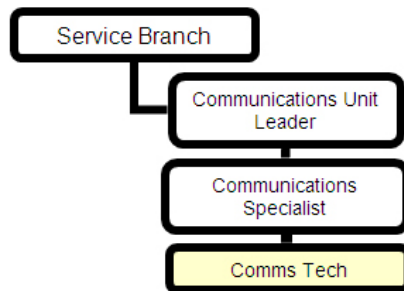 Service Branch
Communications Unit
Leader
Communications
Specialist
Comms Tech